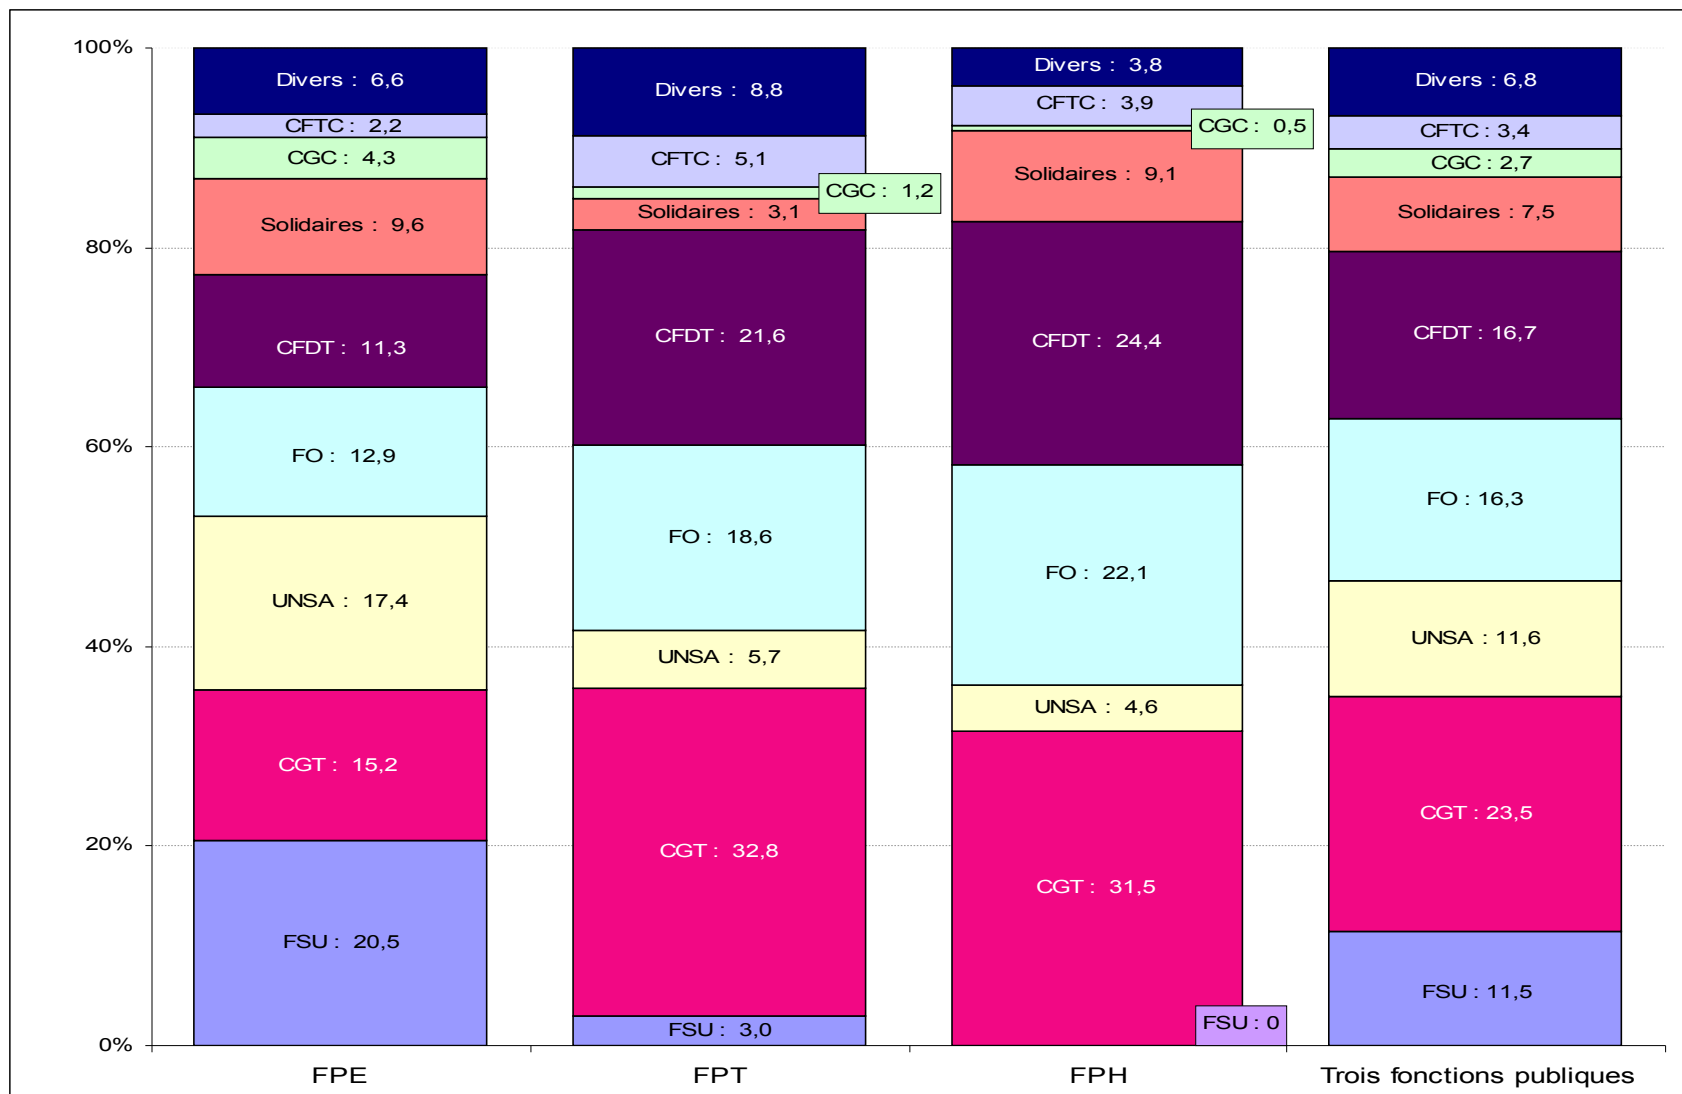 100%
80%
60%
40%
20%
0%
Divers : 6,6
CFTC : 2,2
CGC : 4,3
Solidaires : 9,6
CFDT : 11,3
FO : 12,9
UNSA : 17,4
CGT : 15,2
FSU : 20,5
FPE
Divers : 8,8
CFTC : 5,1
CGC : 1,2
Solidaires : 3,1
CFDT : 21,6
FO : 18,6
UNSA : 5,7
CGT : 32,8
FSU : 3,0
FPT
Divers : 3,8
CFTC : 3,9
CGC : 0,5
Solidaires : 9,1
CFDT : 24,4
FO : 22,1
UNSA : 4,6
CGT : 31,5
FSU : 0
FPH
Divers : 6,8
CFTC : 3,4
CGC : 2,7
Solidaires : 7,5
CFDT : 16,7
FO : 16,3
UNSA : 11,6
CGT : 23,5
FSU : 11,5
Trois fonctions publiques